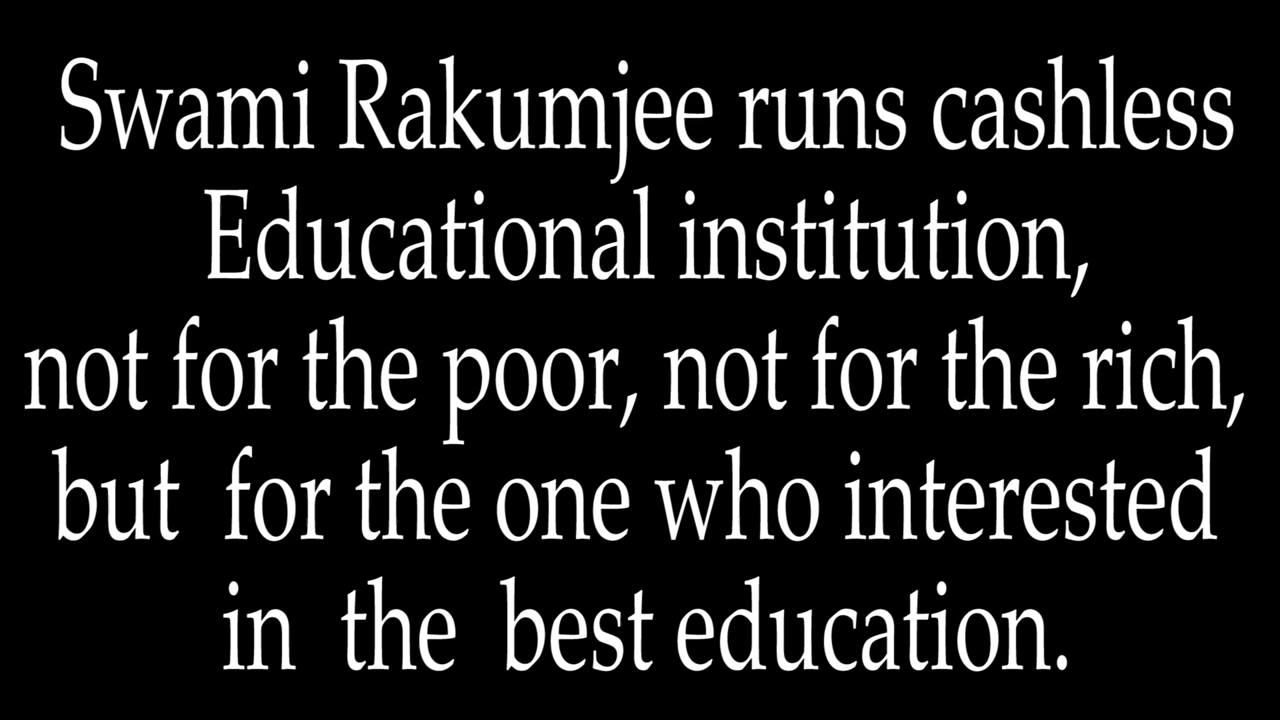 Swami Rakumjee runs cashless
Educational institution,
not for the poor, not for the rich,
but for the one who interested
in the best education.